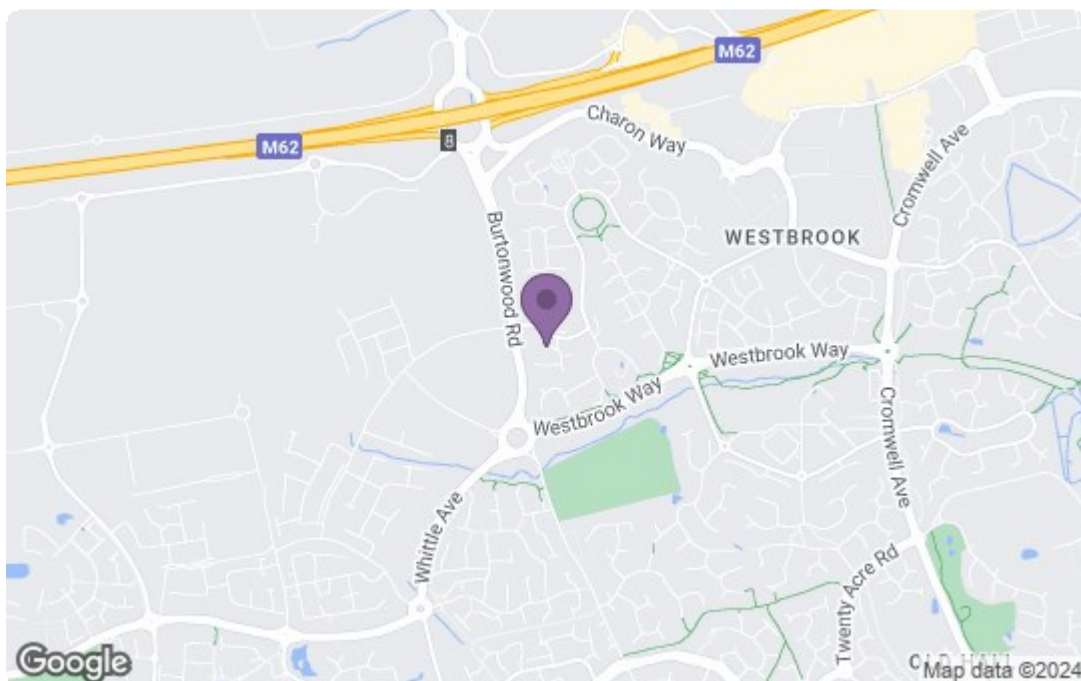 M62
M62
8
Charon Way
Cromwell Ave
Burtonwood Rd
WESTBROOK
Westbrook Way
Westbrook Way
Cromwell Ave
Whittle Ave
Twenty Acre Rd
Google
Map data ©2024